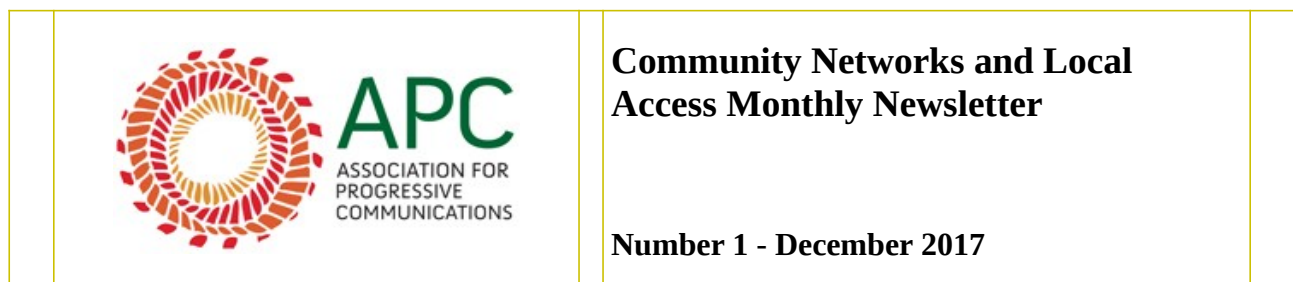 APC
ASSOCIATION FOR
PROGRESSIVE
COMMUNICATIONS
Community Networks and Local
Access Monthly Newsletter
Number 1 - December 2017